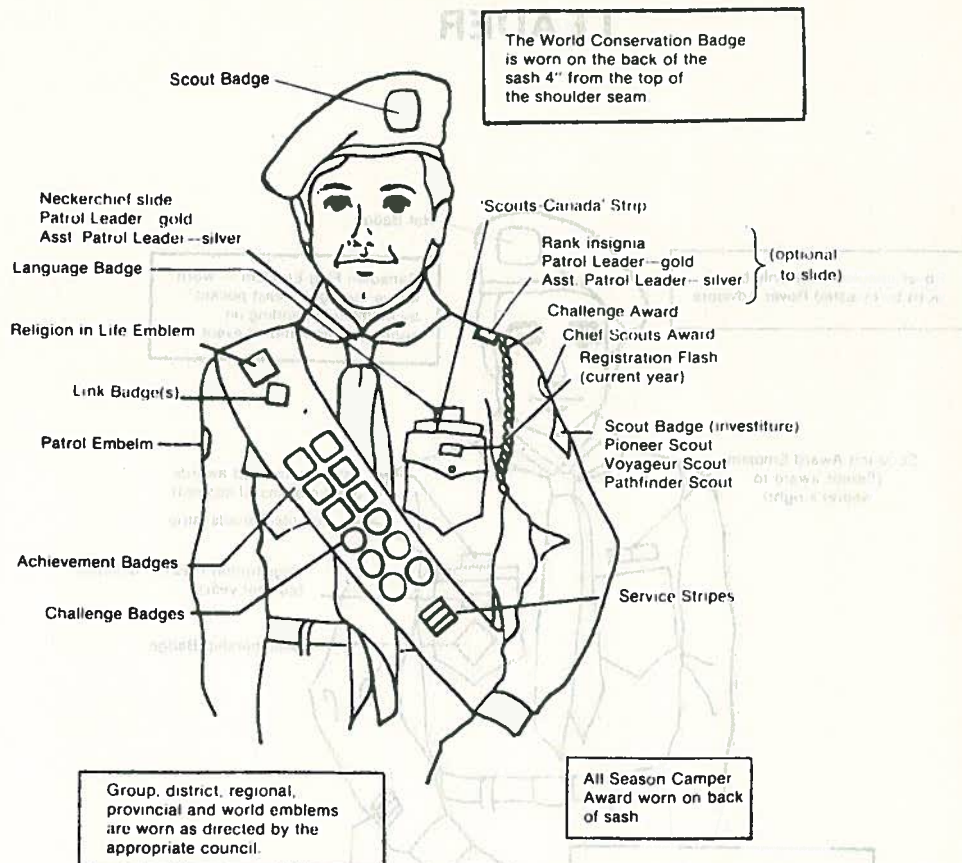 The World Conservation Badge
is worn on the back of the
sash 4" from the top of
the shoulder seam
Scout Badge
Neckerchief slide
Patrol Leader—gold
Asst. Patrol Leader--silver
Language Badge
Religion in Life Emblem
Link Badge(s)
Patrol Embelm
Achievement Badges
Challenge Badges
'Scouts-Canada' Strip
Rank insignia
Patrol Leader--gold
Asst. Patrol Leader-- silver
(optional
to slide)
Challenge Award
Chief Scouts Award
Registration Flash
(current year)
Scout Badge (investiture)
Pioneer Scout
Voyageur Scout
Pathfinder Scout
Service Stripes
Group, district, regional,
provincial and world emblems
are worn as directed by the
appropriate council.
All Season Camper
Award worn on back
of sash
LEADER